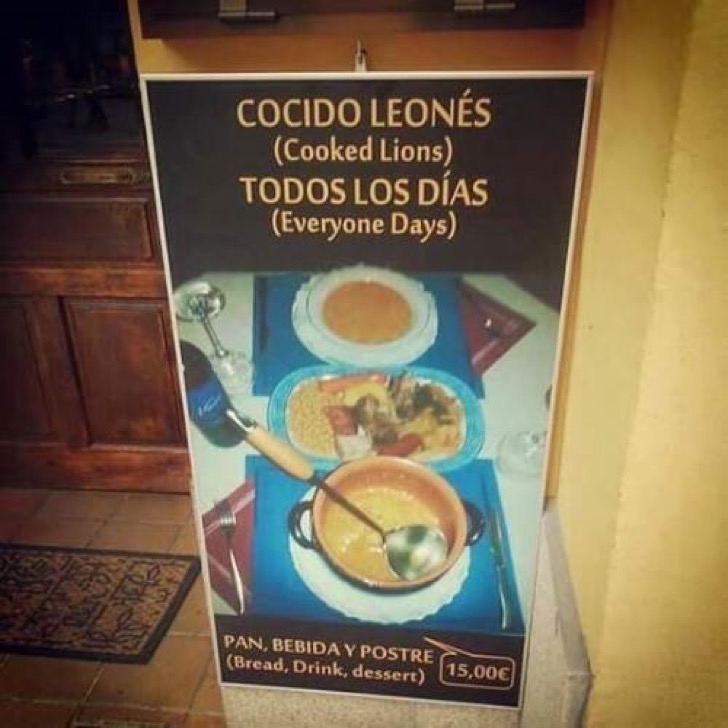 COCIDO LEONÉS
(Cooked Lions)
TODOS LOS DÍAS
(Everyone Days)
PAN, BEBIDA Y POSTRE
(Bread, Drink, dessert)
15,00€